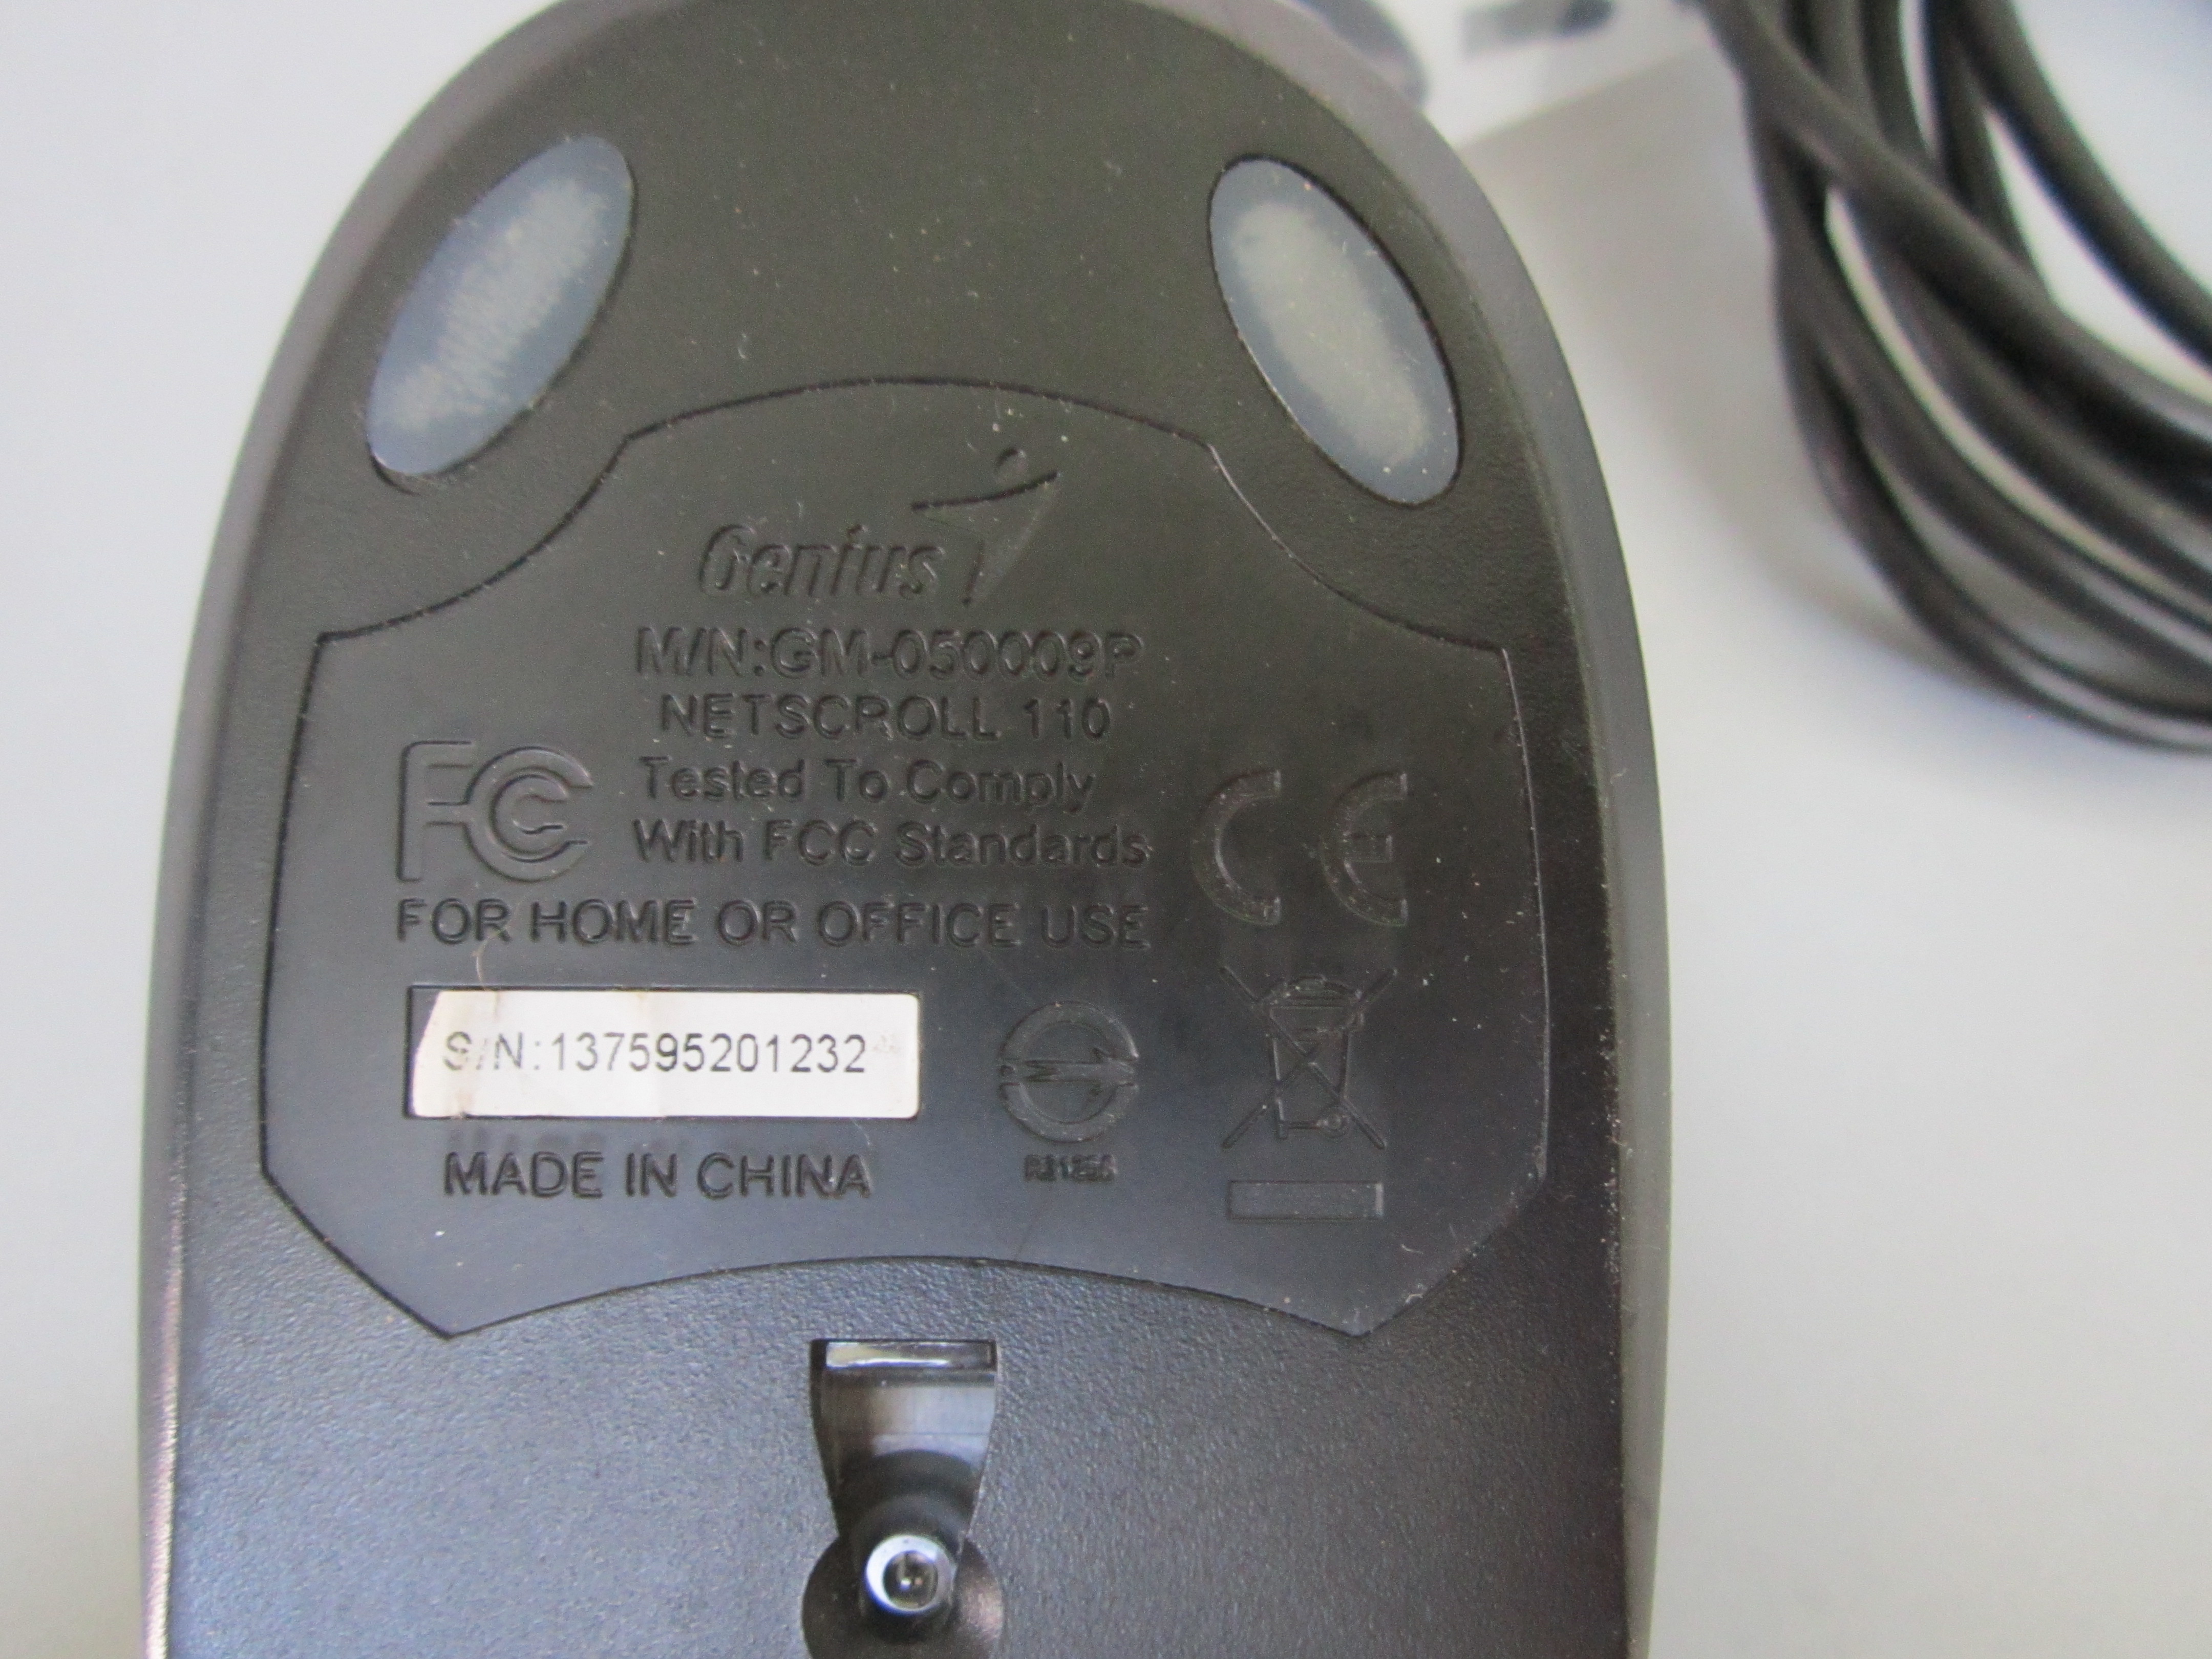 Genius
M/N:GM-050009P
NETSCROLL 110
FC Tested To Comply
With FCC Standards
CE
FOR HOME OR OFFICE USE
S/N:137595201232
MADE IN CHINA